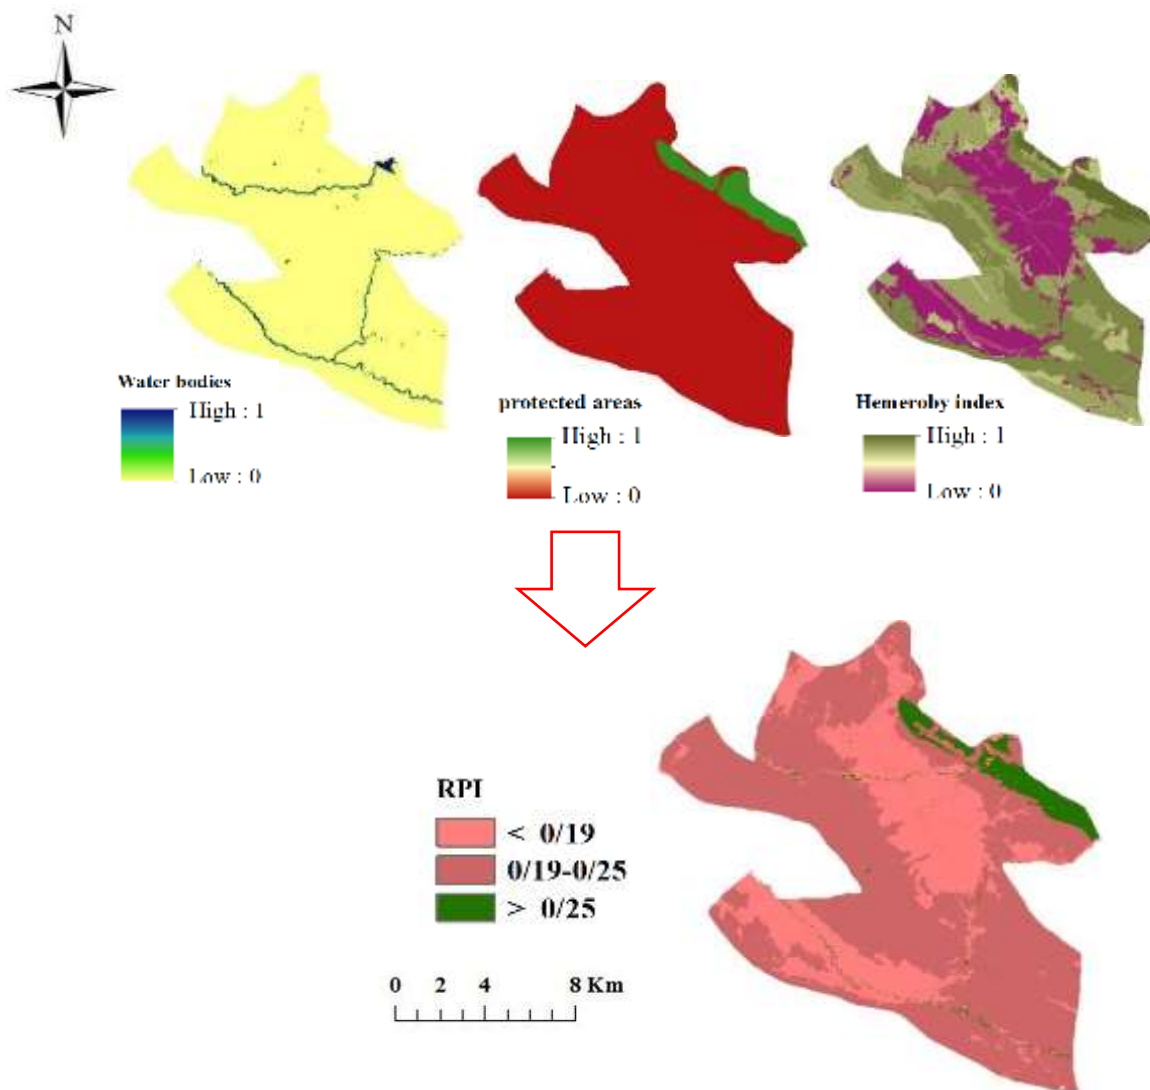 N
Water bodies
High : 1
Low : 0
protected areas
High : 1
Low : 0
Hemeroby index
High : 1
Low : 0
RPI
< 0/19
0/19-0/25
> 0/25
0 2 4 8 Km